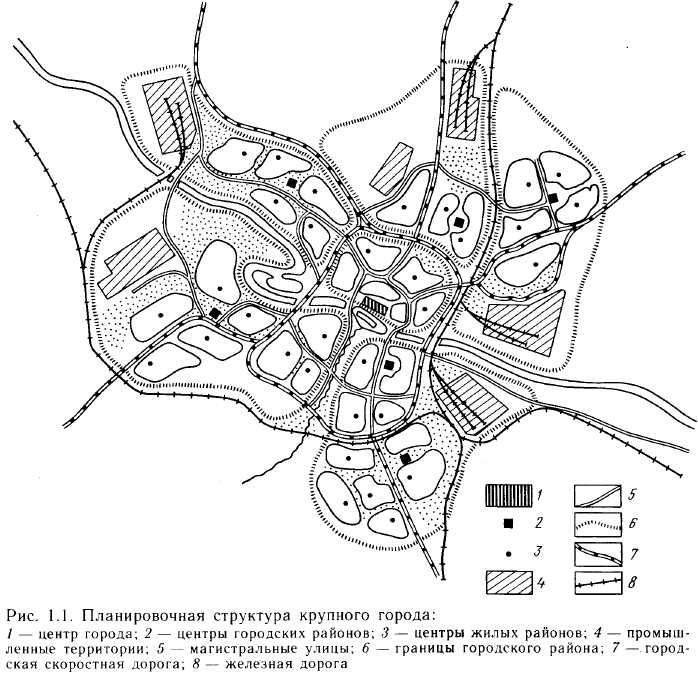 1
5
2
6
3
7
4
8
Рис. 1.1. Планировочная структура крупного города:
1 — центр города; 2 — центры городских районов; 3 — центры жилых районов; 4 — промыш-
ленные территории; 5 — магистральные улицы; 6 — границы городского района; 7 — город-
ская скоростная дорога; 8 — железная дорога